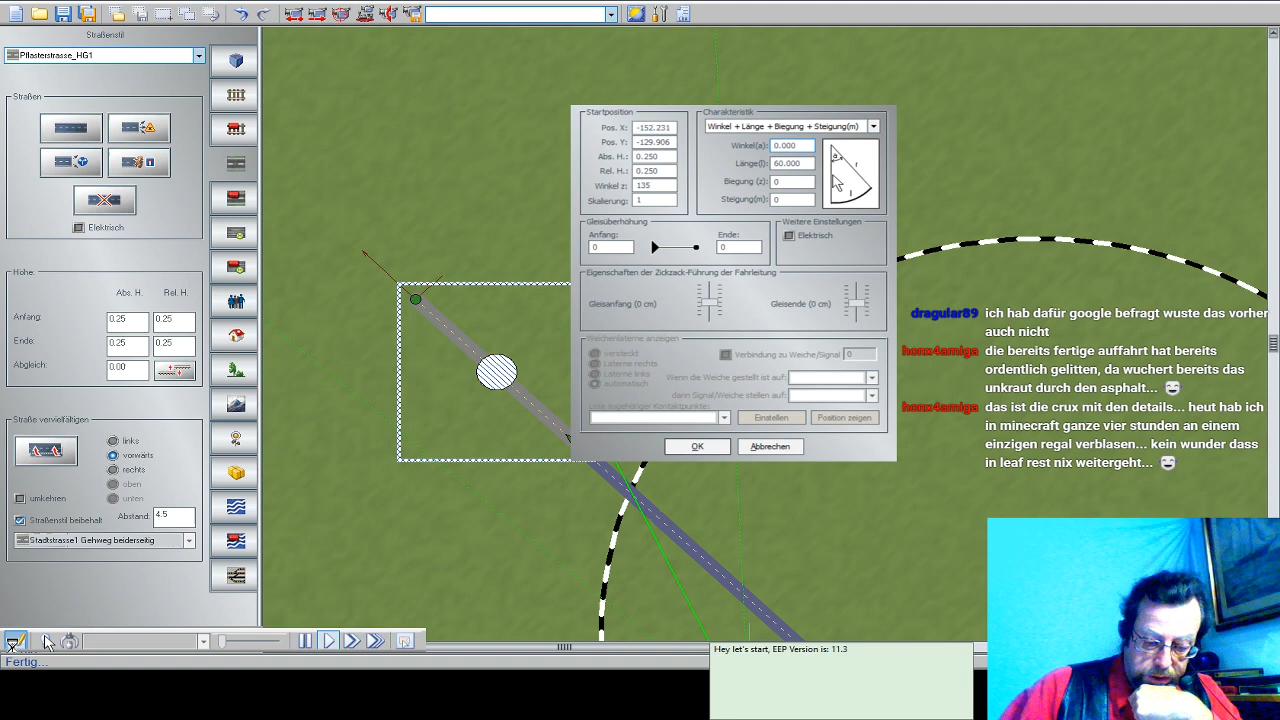 Straßenstil
Pflasterstrasse_HG1
Straßen
Elektrisch
Höhe:
Abs. H. Rel. H.
Anfang: 0.25 0.25
Ende: 0.25 0.25
Abgleich: 0.00
Straße vervielfältigen
links
vorwärts
rechts
oben
umkehren unten
Straßenstil beibehalt Abstand: 4.5
Stadtstrasse1 Gehweg beiderseitig
Fertig...
Startposition
Pos. X: -152.231
Pos. Y: -129.906
Abs. H.: 0.250
Rel. H.: 0.250
Winkel z: 135
Skalierung: 1
Charakteristik
Winkel + Länge + Biegung + Steigung(m)
Winkel(a): 0.000
Länge(l): 60.000
Biegung (z): 0
Steigung(m): 0
a
r
l
Gleisüberhöhung
Anfang: Ende:
0 0
Weitere Einstellungen
Elektrisch
Eigenschaften der Zickzack-Führung der Fahrleitung
Gleisanfang (0 cm) Gleisende (0 cm)
Weichenlaterne anzeigen
versteckt
Laterne rechts
Laterne links
automatisch
Verbindung zu Weiche/Signal 0
Wenn die Weiche gestellt ist auf:
dann Signal/Weiche stellen auf:
Liste zugehöriger Kontaktpunkte:
Einstellen Position zeigen
OK Abbrechen
dragular89 ich hab dafür google befragt wuste das vorher
auch nicht
honx4amiga die bereits fertige auffahrt hat bereits
ordentlich gelitten, da wuchert bereits das
unkraut durch den asphalt...
honx4amiga das ist die crux mit den details... heut hab ich
in minecraft ganze vier stunden an einem
einzigen regal verblasen... kein wunder dass
in leaf rest nix weitergeht...
Hey let's start, EEP Version is: 11.3